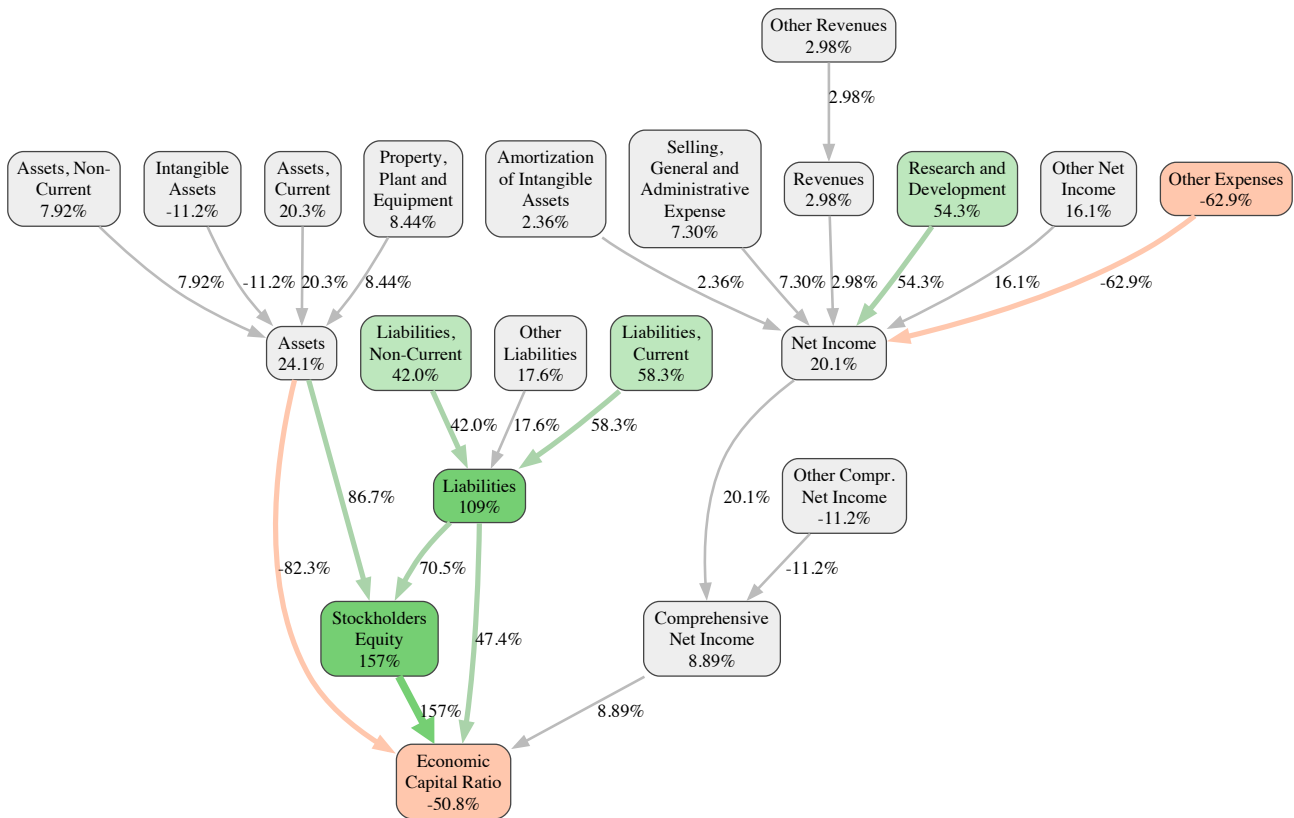 Other Revenues
2.98%
2.98%
Assets, Non-
Current
7.92%
Intangible
Assets
-11.2%
Assets,
Current
20.3%
Property,
Plant and
Equipment
8.44%
Amortization
of Intangible
Assets
2.36%
Selling,
General and
Administrative
Expense
7.30%
Revenues
2.98%
Research and
Development
54.3%
Other Net
Income
16.1%
Other Expenses
-62.9%
7.92%
-11.2%
20.3%
8.44%
2.36%
7.30%
2.98%
54.3%
16.1%
-62.9%
Assets
24.1%
Liabilities,
Non-Current
42.0%
Other
Liabilities
17.6%
Liabilities,
Current
58.3%
Net Income
20.1%
42.0%
17.6%
58.3%
86.7%
Liabilities
109%
20.1%
Other Compr.
Net Income
-11.2%
-82.3%
70.5%
-11.2%
Stockholders
Equity
157%
47.4%
Comprehensive
Net Income
8.89%
157%
8.89%
Economic
Capital Ratio
-50.8%